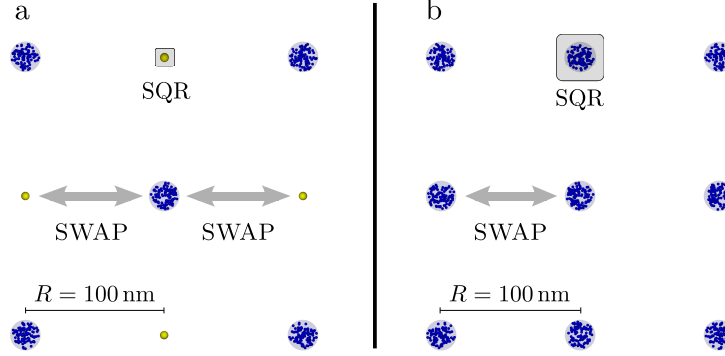 a
SQR
SWAP SWAP
R = 100 nm
b
SQR
SWAP
R = 100 nm